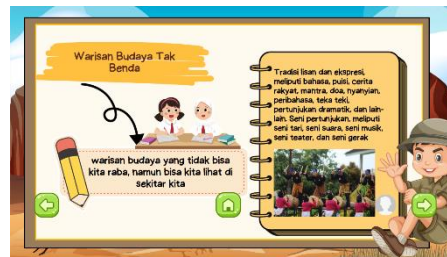 Warisan Budaya Tak
Benda
warisan budaya yang tidak bisa
kita raba, namun bisa kita lihat di
sekitar kita
Tradisi lisan dan ekspresi,
meliputi bahasa, puisi, cerita
rakyat, mantra, doa, nyanyian,
peribahasa, teka teki,
pertunjukan dramatik, dan lain-
lain. Seni pertunjukan, meliputi
seni tari, seni suara, seni musik,
seni teater, dan seni gerak